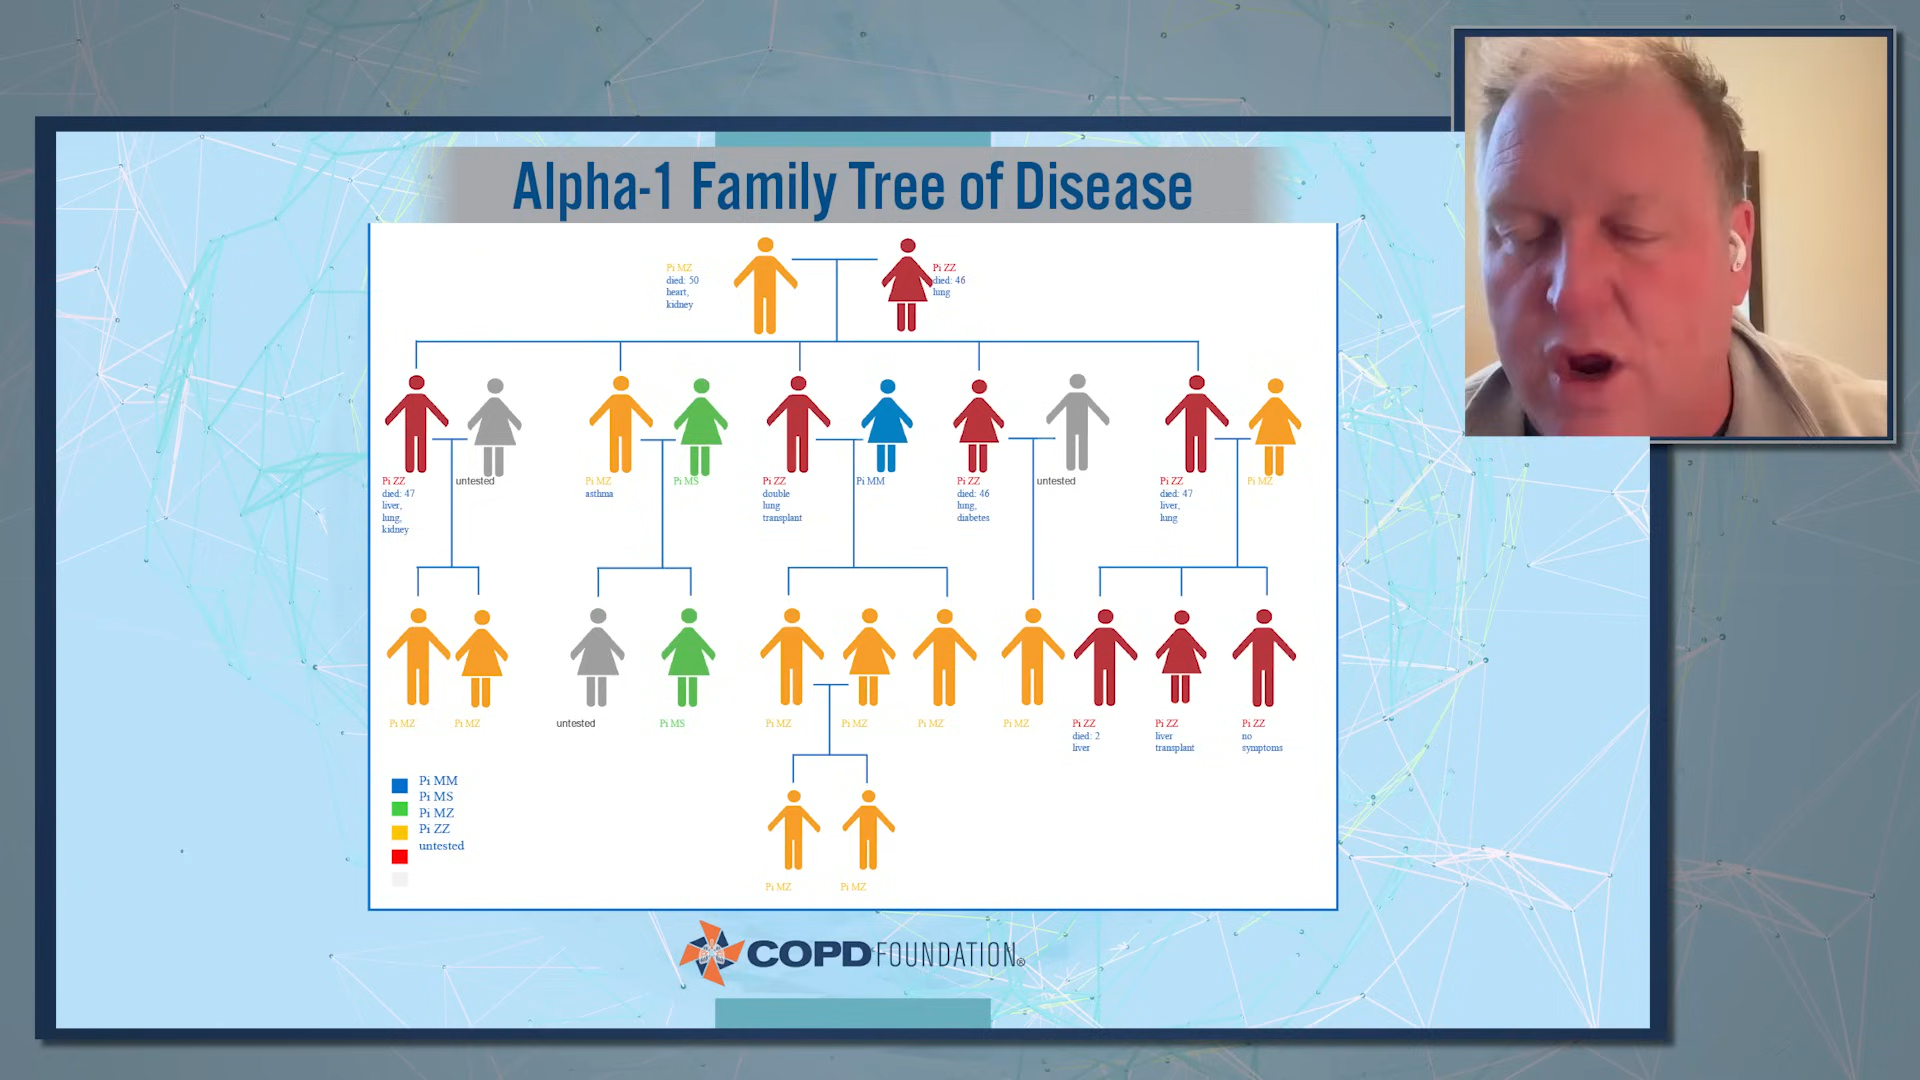 Alpha-1 Family Tree of Disease
Pi MZ
died: 50
heart,
kidney
Pi ZZ
died: 46
lung
Pi ZZ
died: 47
liver,
lung,
kidney
untested
Pi MZ
asthma
Pi MS
Pi ZZ
double
lung
transplant
Pi MM
Pi ZZ
died: 46
lung,
diabetes
untested
Pi ZZ
died: 47
liver,
lung
Pi MZ
Pi MZ
Pi MZ
untested
Pi MS
Pi MZ
Pi MZ
Pi MZ
Pi MZ
Pi ZZ
died: 2
liver
Pi ZZ
liver
transplant
Pi ZZ
no
symptoms
Pi MM
Pi MS
Pi MZ
Pi ZZ
untested
Pi MZ
Pi MZ
COPD FOUNDATION®